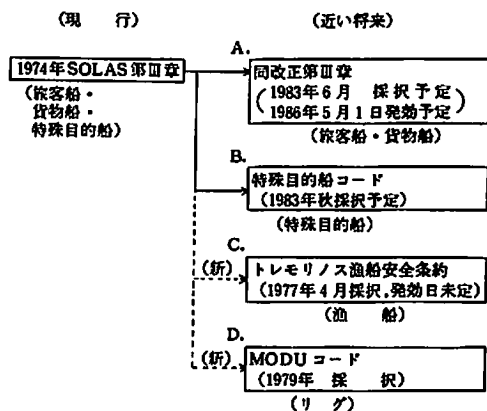 (現 行)
(近い将来)
A.
1974年SOLAS第Ⅲ章
(旅客船・
貨物船・
特殊目的船)
同改正第Ⅲ章
(1983年6月 採択予定
1986年5月1日発効予定)
(旅客船・貨物船)
B.
特殊目的船コード
(1983年秋採択予定)
(特殊目的船)
C.
(新)
トレモリノス漁船安全条約
(1977年4月採択,発効日未定)
(漁 船)
D.
(新)
MODUコード
(1979年 採 択)
(リ グ)